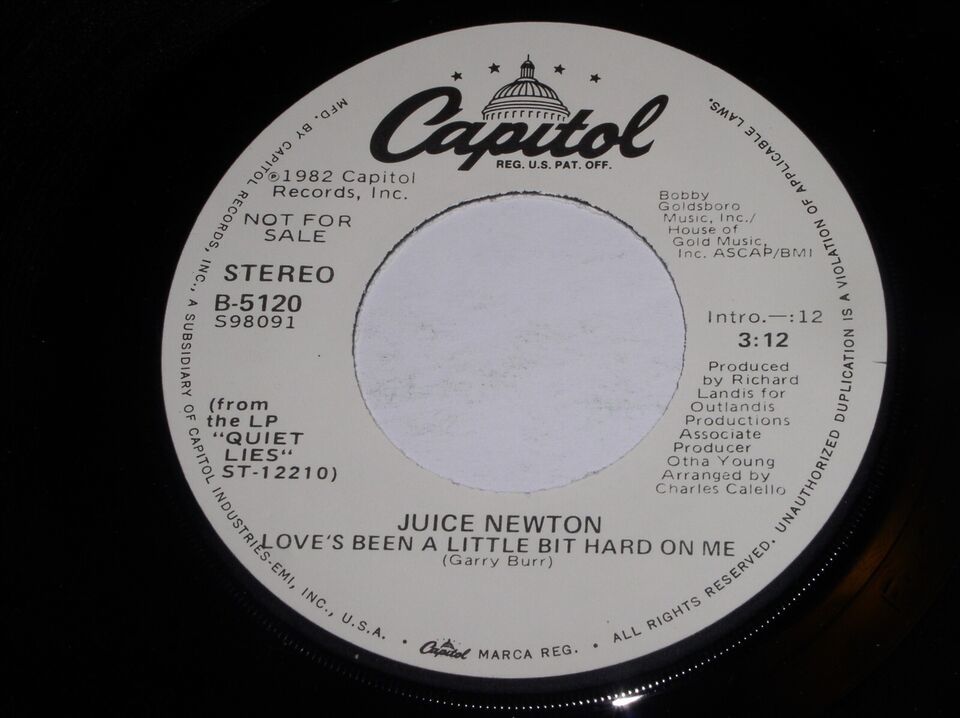 Capitol
REG. U.S. PAT. OFF.
℗1982 Capitol
Records, Inc.
NOT FOR
SALE
STEREO
B-5120
S98091
(from
the LP
"QUIET
LIES"
ST-12210)
Bobby
Goldsboro
Music, Inc./
House of
Gold Music,
Inc. ASCAP/BMI
Intro.—:12
3:12
Produced
by Richard
Landis for
Outlandis
Productions
Associate
Producer
Otha Young
Arranged by
Charles Calello
JUICE NEWTON
LOVE'S BEEN A LITTLE BIT HARD ON ME
(Garry Burr)
MFD. BY CAPITOL RECORDS, INC., A SUBSIDIARY OF CAPITOL INDUSTRIES-EMI, INC., U.S.A. • Capitol MARCA REG. • ALL RIGHTS RESERVED. UNAUTHORIZED DUPLICATION IS A VIOLATION OF APPLICABLE LAWS.